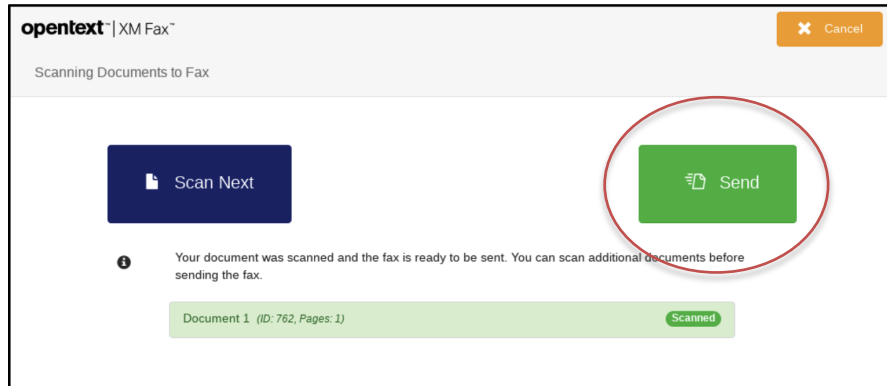 opentext™ | XM Fax™
Cancel
Scanning Documents to Fax
Scan Next
Send
Your document was scanned and the fax is ready to be sent. You can scan additional documents before
sending the fax.
Document 1 (ID: 762, Pages: 1)
Scanned